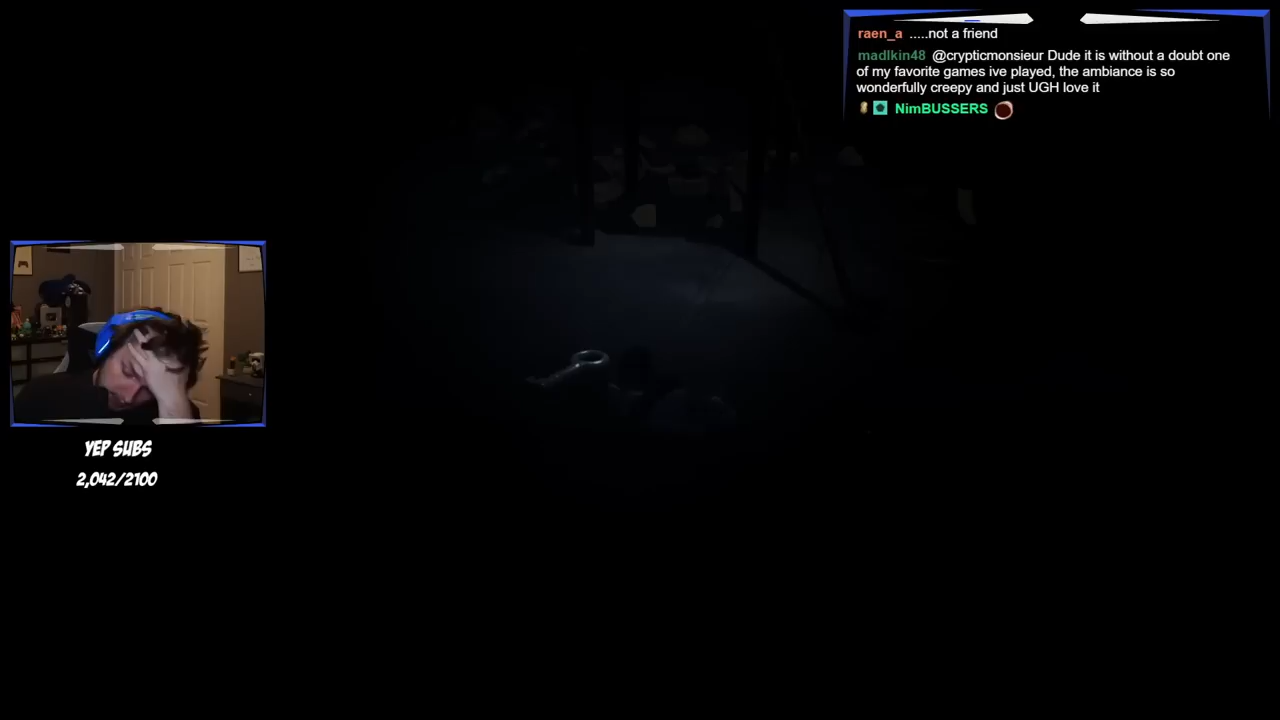 raen_a .....not a friend
madlkin48 @crypticmonsieur Dude it is without a doubt one
of my favorite games ive played, the ambiance is so
wonderfully creepy and just UGH love it
NimBUSSERS
YEP SUBS
2,042/2100